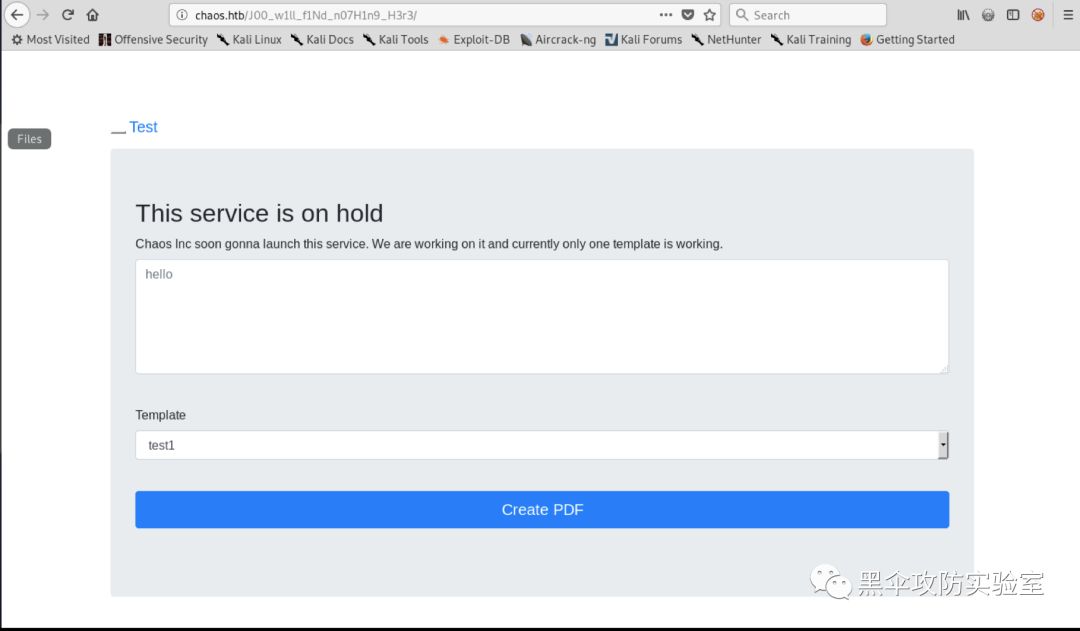 chaos.htb/J00_w1ll_f1Nd_n07H1n9_H3r3/
Search
Most Visited Offensive Security Kali Linux Kali Docs Kali Tools Exploit-DB Aircrack-ng Kali Forums NetHunter Kali Training Getting Started
__ Test
Files
This service is on hold
Chaos Inc soon gonna launch this service. We are working on it and currently only one template is working.
hello
Template
test1
Create PDF
黑伞攻防实验室